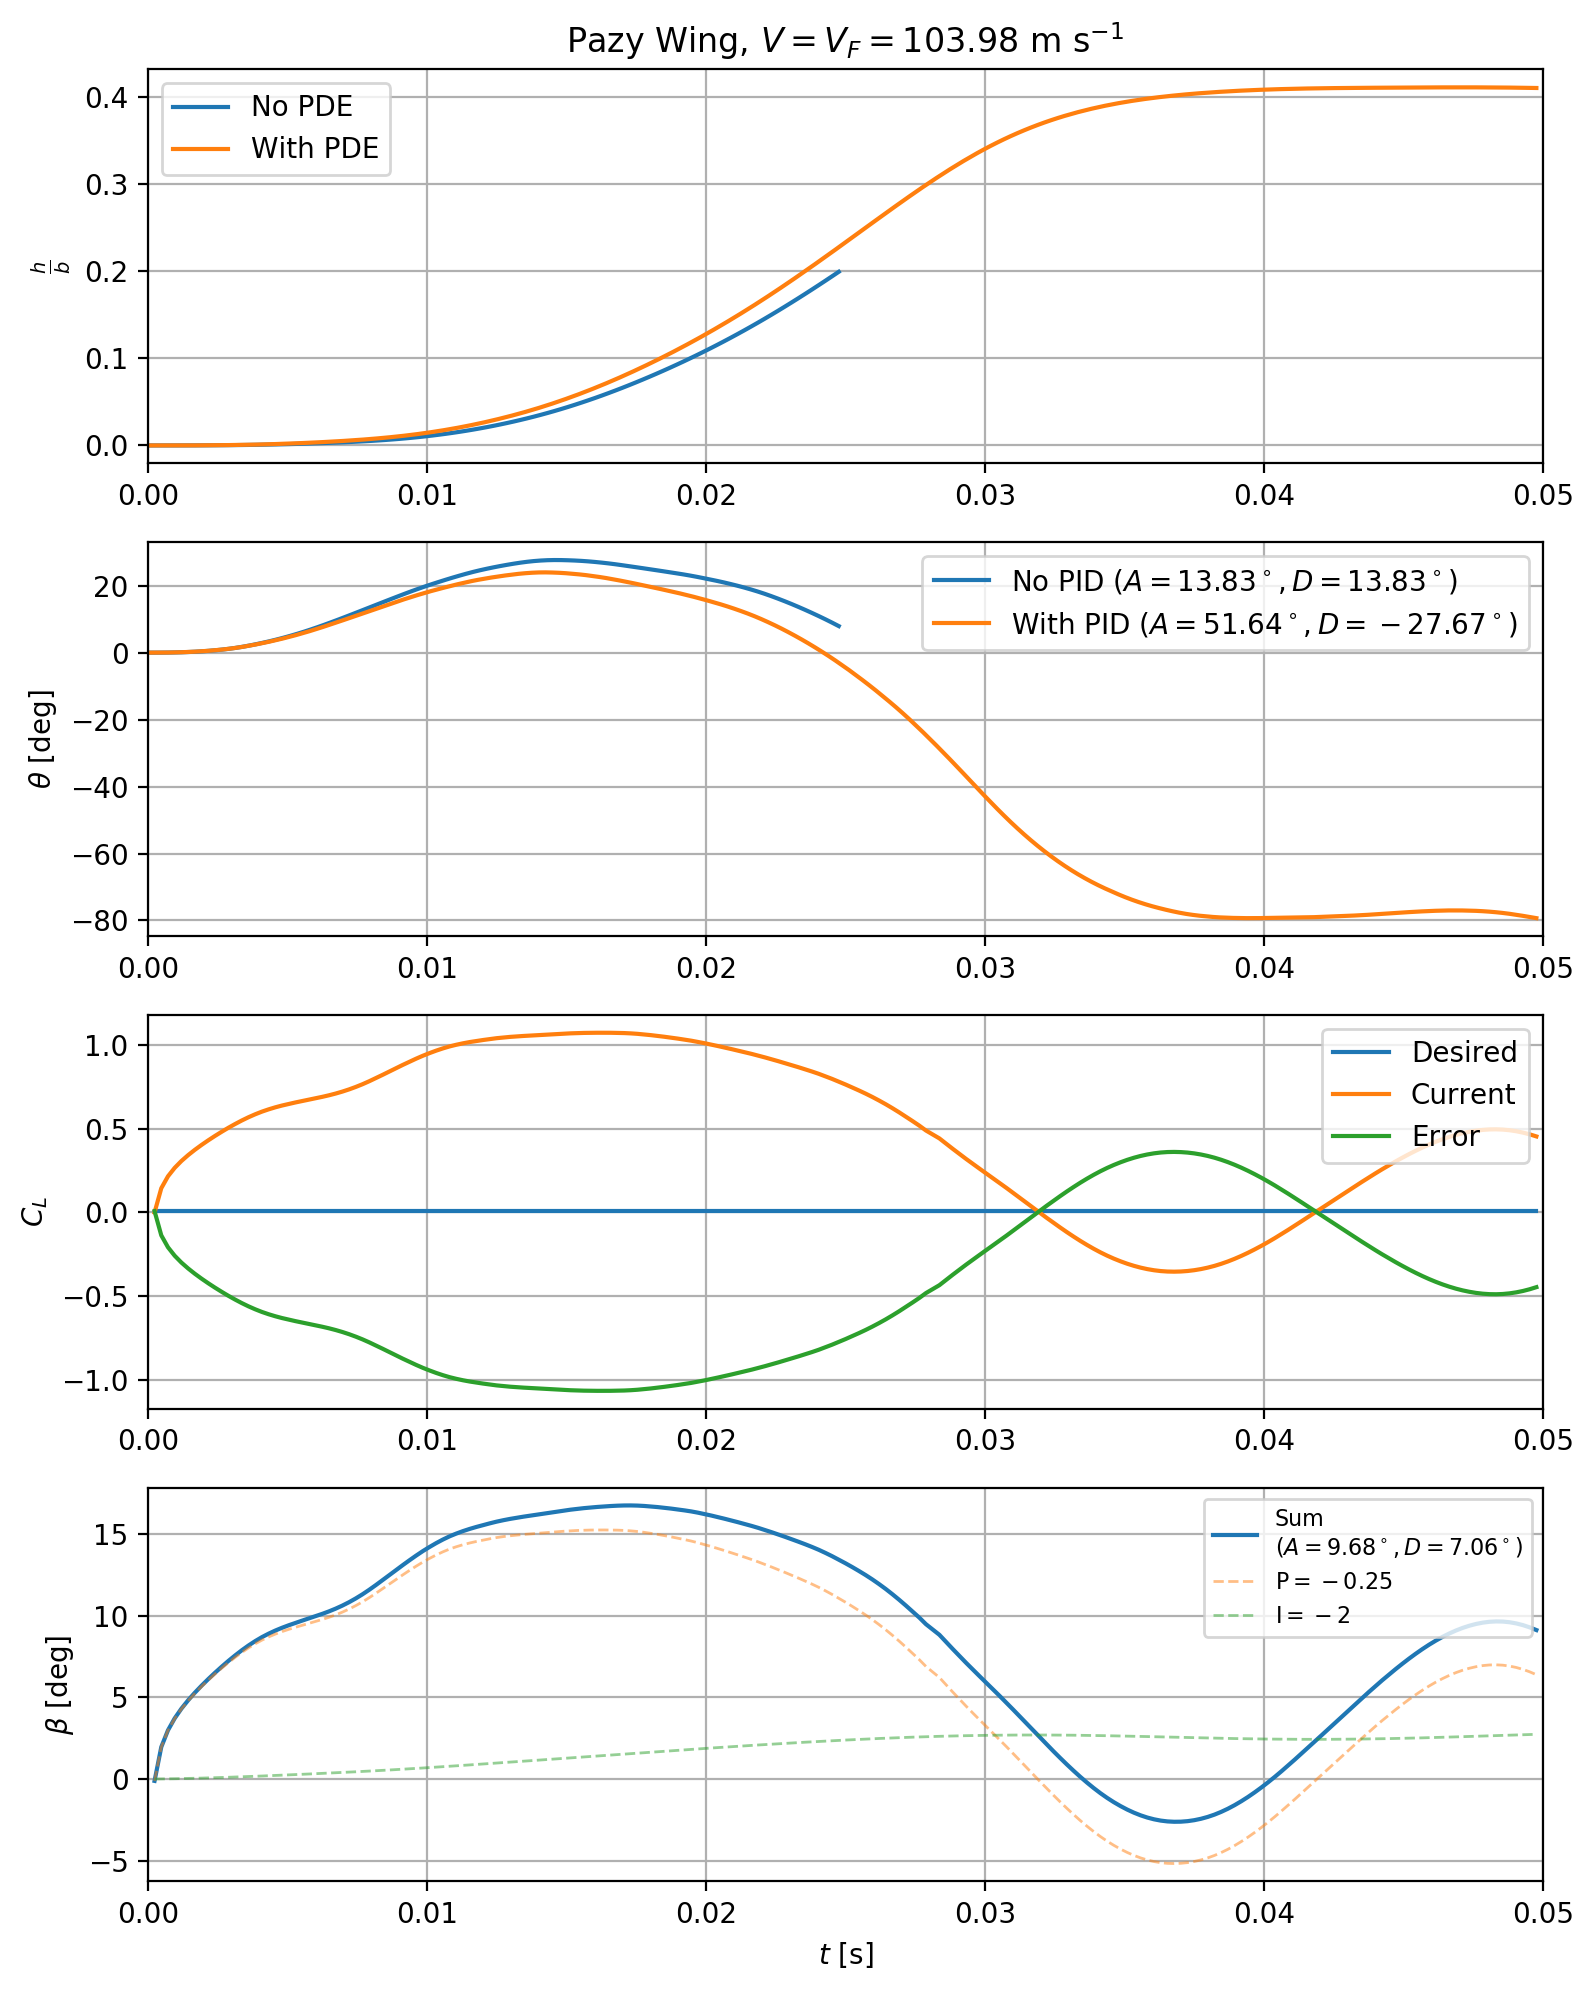 Pazy Wing, V = V_F = 103.98 m s⁻¹
No PDE
With PDE
h/b
0.4
0.3
0.2
0.1
0.0
0.00 0.01 0.02 0.03 0.04 0.05
No PID (A = 13.83°, D = 13.83°)
With PID (A = 51.64°, D = −27.67°)
θ [deg]
20
0
−20
−40
−60
−80
0.00 0.01 0.02 0.03 0.04 0.05
Desired
Current
Error
C_L
1.0
0.5
0.0
−0.5
−1.0
0.00 0.01 0.02 0.03 0.04 0.05
Sum
(A = 9.68°, D = 7.06°)
P = −0.25
I = −2
β [deg]
15
10
5
0
−5
0.00 0.01 0.02 0.03 0.04 0.05
t [s]